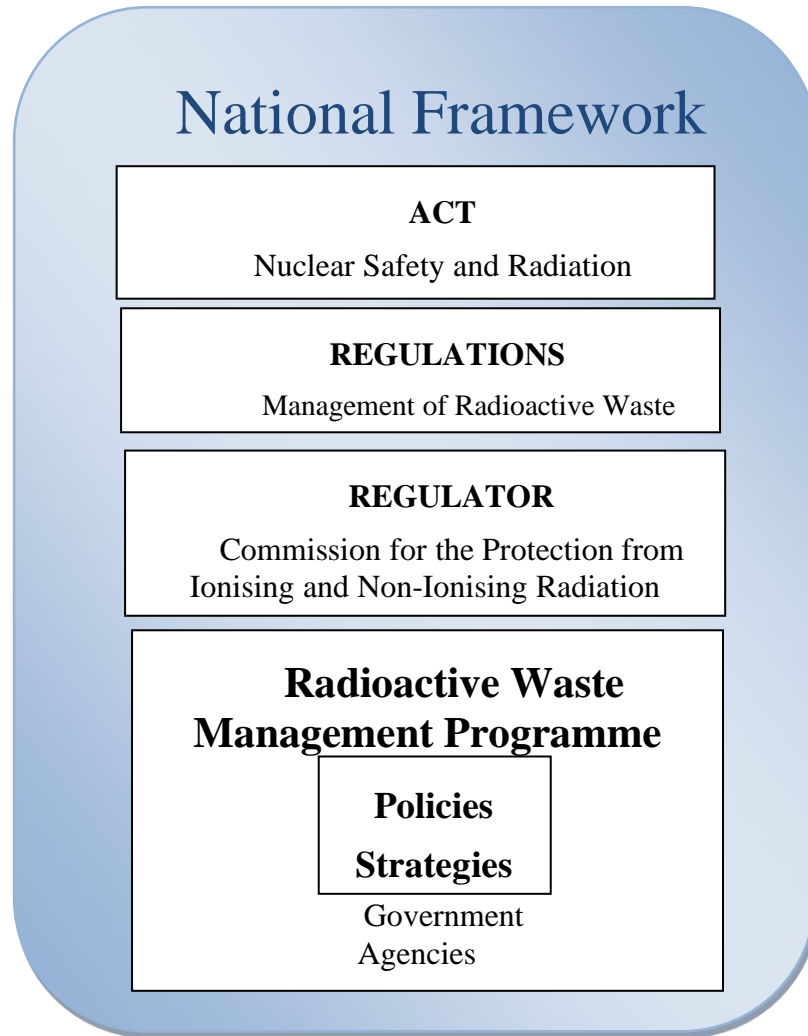 National Framework
ACT
Nuclear Safety and Radiation
REGULATIONS
Management of Radioactive Waste
REGULATOR
Commission for the Protection from
Ionising and Non-Ionising Radiation
Radioactive Waste
Management Programme
Policies
Strategies
Government
Agencies